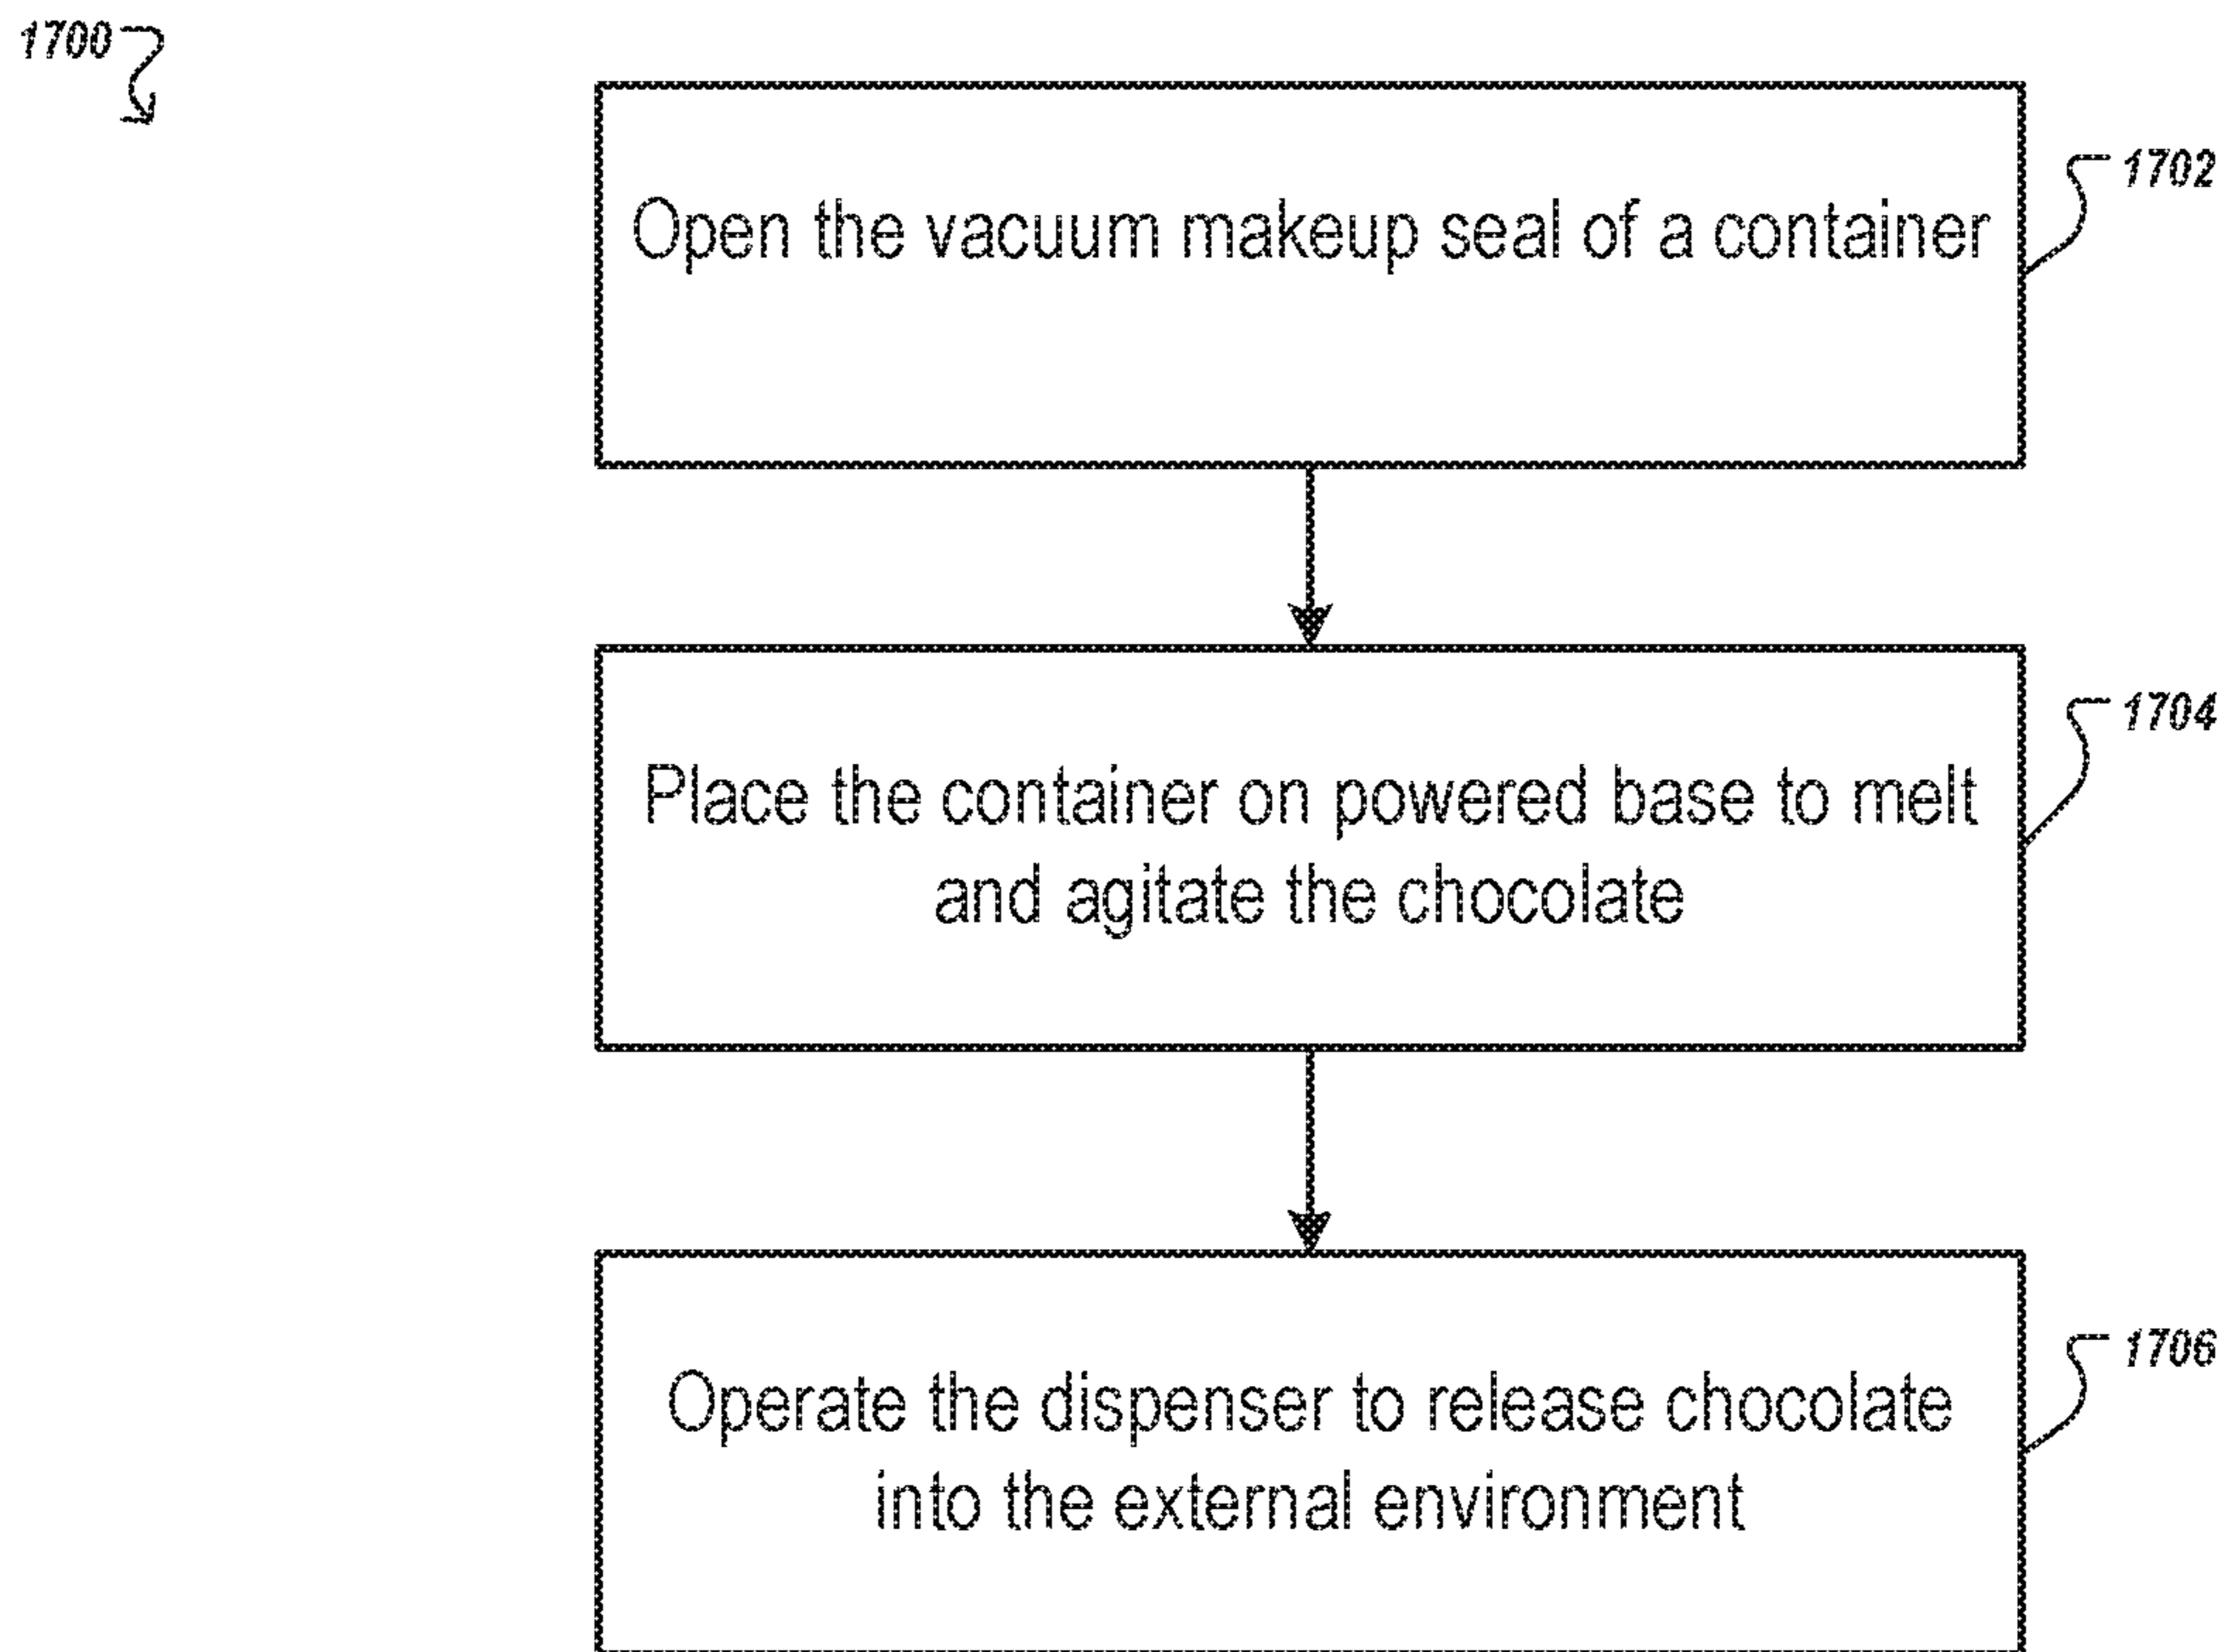 1700
Open the vacuum makeup seal of a container
1702
Place the container on powered base to melt
and agitate the chocolate
1704
Operate the dispenser to release chocolate
into the external environment
1706